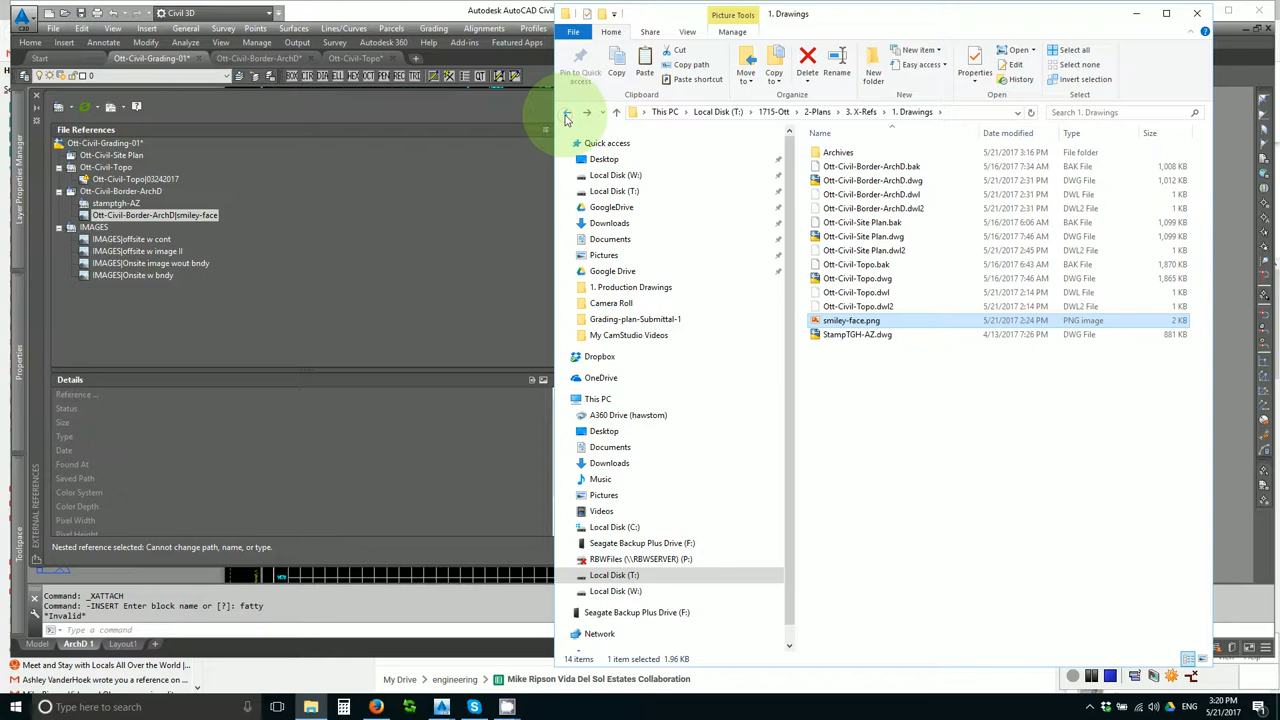 Autodesk AutoCAD Civil
Civil 3D
Picture Tools
1. Drawings
File
Edit
View
Insert
General
Survey
Points
Surfaces
Lines/Curves
Parcels
Grading
Home
Insert
Annotate
Modify
Analyze
View
Manage
Output
Survey
Autodesk 360
Help
Add-ins
Featured Apps
File
Home
Share
View
Manage
Start
Ott-Civil-Grading-01*
Ott-Civil-Border-ArchD*
Ott-Civil-Topo*
0
Pin to Quick access
Copy
Paste
Cut
Copy path
Paste shortcut
Move to
Copy to
Delete
Rename
New folder
New item
Easy access
Properties
Open
Edit
History
Select all
Select none
Invert selection
Clipboard
Organize
New
Open
Select
This PC
Local Disk (T:)
1715-Ott
2-Plans
3. X-Refs
1. Drawings
Search 1. Drawings
File References
Ott-Civil-Grading-01*
Ott-Civil-Site Plan
Ott-Civil-Topo
Ott-Civil-Topo|03242017
Ott-Civil-Border-ArchD
stamptgh-AZ
Ott-Civil-Border-ArchD|smiley-face
IMAGES
IMAGES|offsite w cont
IMAGES|offsite w image II
IMAGES|Onsite image wout bndy
IMAGES|Onsite w bndy
Layer Properties Manager
Properties
Toolspace
EXTERNAL REFERENCES
Details
Reference ...
Status
Size
Type
Date
Found At
Saved Path
Color System
Color Depth
Pixel Width
Pixel Height
Nested reference selected: Cannot change path, name, or type.
Command: _XATTACH
Command: -INSERT Enter block name or [?]: fatty
*Invalid*
Type a command
Model
ArchD 1
Layout1
Quick access
Desktop
Local Disk (W:)
Local Disk (T:)
GoogleDrive
Downloads
Documents
Pictures
Google Drive
1. Production Drawings
Camera Roll
Grading-plan-Submittal-1
My CamStudio Videos
Dropbox
OneDrive
This PC
A360 Drive (hawstom)
Desktop
Documents
Downloads
Music
Pictures
Videos
Local Disk (C:)
Seagate Backup Plus Drive (F:)
RBWFiles (\\RBWSERVER) (P:)
Local Disk (T:)
Local Disk (W:)
Seagate Backup Plus Drive (F:)
Network
Name Date modified Type Size
Archives 5/21/2017 3:16 PM File folder
Ott-Civil-Border-ArchD.bak 5/16/2017 7:34 AM BAK File 1,008 KB
Ott-Civil-Border-ArchD.dwg 5/21/2017 2:31 PM DWG File 1,012 KB
Ott-Civil-Border-ArchD.dwl 5/21/2017 2:31 PM DWL File 1 KB
Ott-Civil-Border-ArchD.dwl2 5/21/2017 2:31 PM DWL2 File 1 KB
Ott-Civil-Site Plan.bak 5/16/2017 6:06 AM BAK File 1,099 KB
Ott-Civil-Site Plan.dwg 5/16/2017 7:46 AM DWG File 1,099 KB
Ott-Civil-Site Plan.dwl2 5/21/2017 2:45 PM DWL2 File 1 KB
Ott-Civil-Topo.bak 5/16/2017 6:43 AM BAK File 1,870 KB
Ott-Civil-Topo.dwg 5/16/2017 7:46 AM DWG File 1,865 KB
Ott-Civil-Topo.dwl 5/21/2017 2:14 PM DWL File 1 KB
Ott-Civil-Topo.dwl2 5/21/2017 2:14 PM DWL2 File 1 KB
smiley-face.png 5/21/2017 2:24 PM PNG image 2 KB
StampTGH-AZ.dwg 4/13/2017 7:26 PM DWG File 881 KB
14 items
1 item selected 1.96 KB
Meet and Stay with Locals All Over the World |
Ashley VanderHoek wrote you a reference on
My Drive
engineering
Mike Ripson Vida Del Sol Estates Collaboration
Type here to search
ENG
3:20 PM
5/21/2017